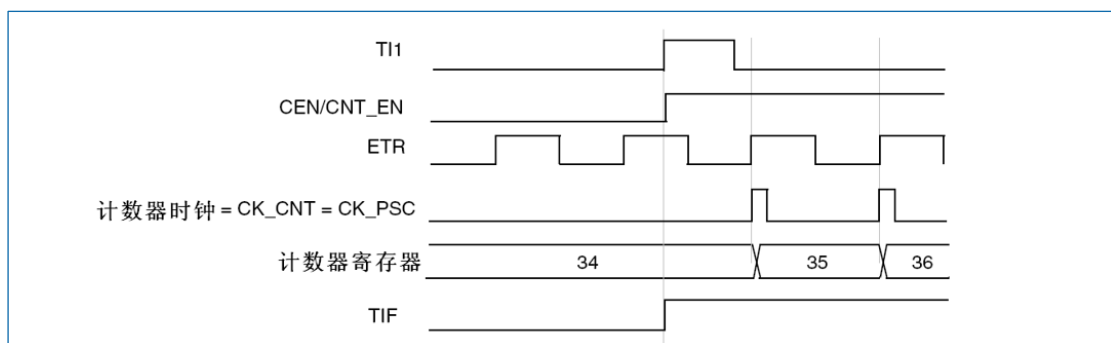 TI1
CEN/CNT_EN
ETR
计数器时钟 = CK_CNT = CK_PSC
计数器寄存器 34 35 36
TIF